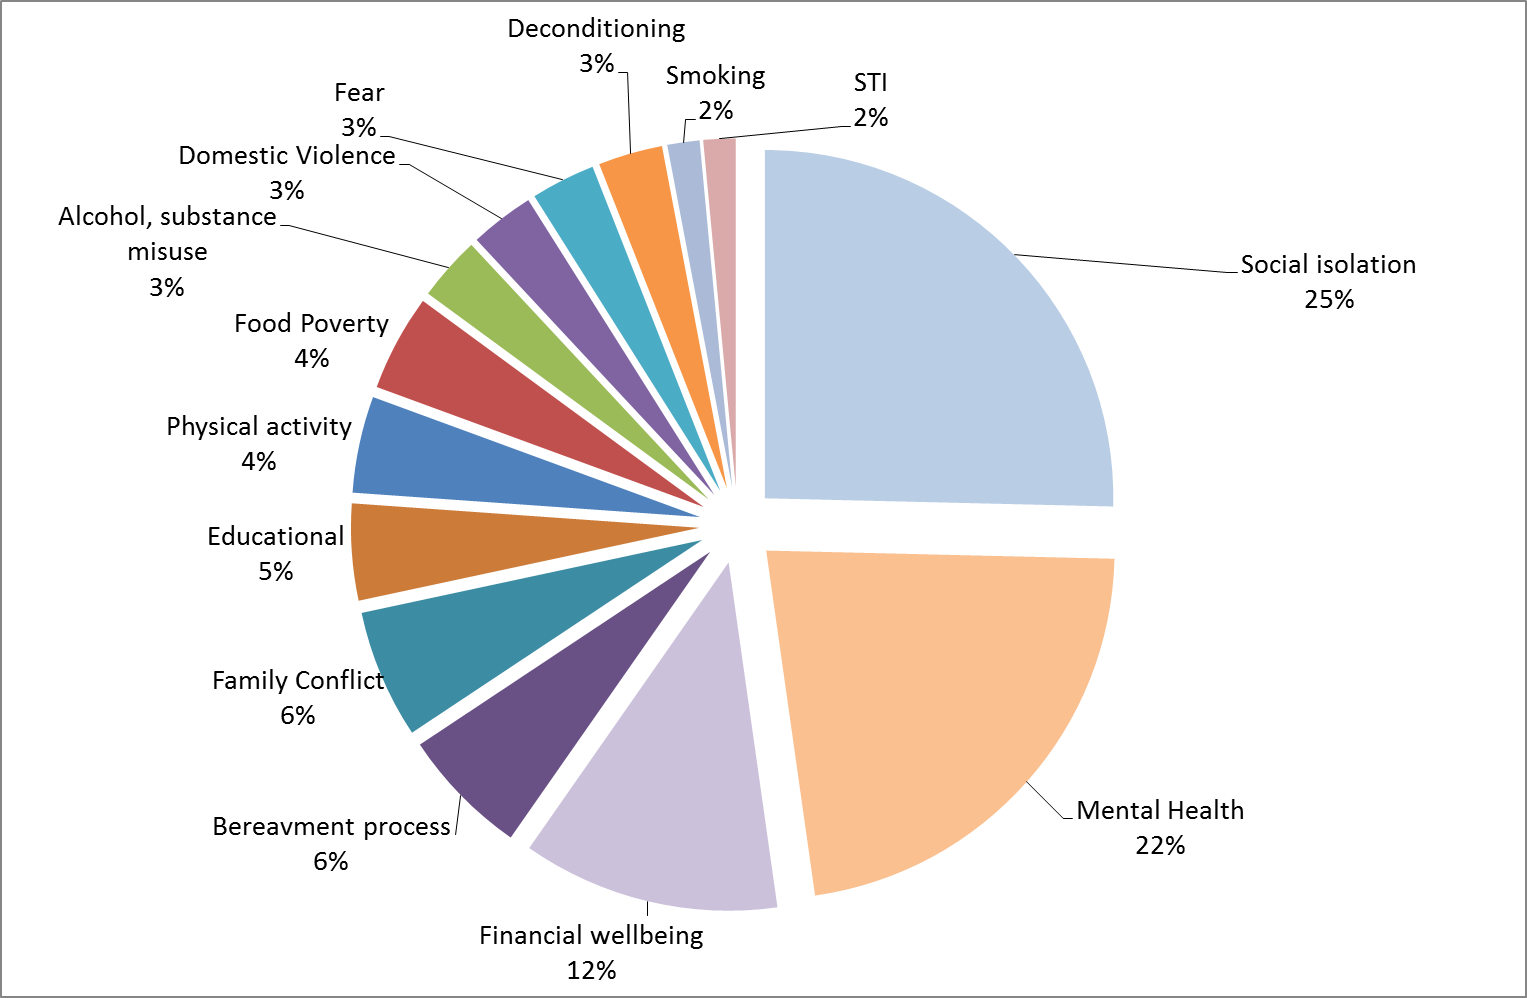 Deconditioning
3%
Smoking
2%
STI
2%
Fear
3%
Domestic Violence
3%
Alcohol, substance
misuse
3%
Food Poverty
4%
Physical activity
4%
Educational
5%
Family Conflict
6%
Bereavment process
6%
Financial wellbeing
12%
Mental Health
22%
Social isolation
25%